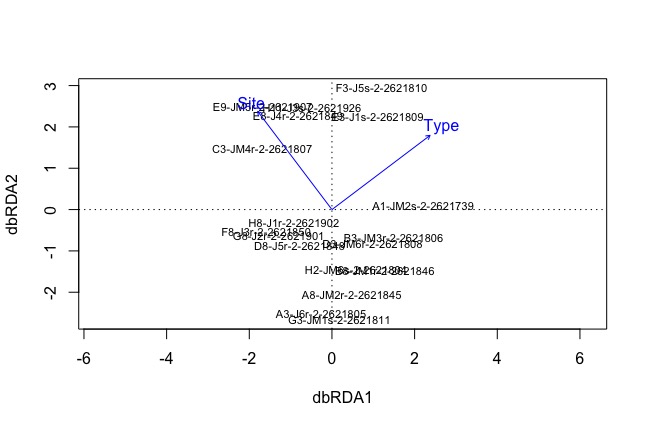 F3-J5s-2-2621810
Site
E9-JM5r-2-2621907
J3s-2-2621926
E8-J4r-2-2621849
E3-J1s-2-2621809
Type
C3-JM4r-2-2621807
A1-JM2s-2-2621739
H8-J1r-2-2621902
F8-J3r-2-2621850
G8-J2r-2-2621901
B3-JM3r-2-2621806
D3-JM6r-2-2621808
D8-J5r-2-2621848
JM1r-2-2621846
A8-JM2r-2-2621845
A3-J6r-2-2621805
G3-JM1s-2-2621811
3
2
1
0
-1
-2
dbRDA2
-6
-4
-2
0
2
4
6
dbRDA1